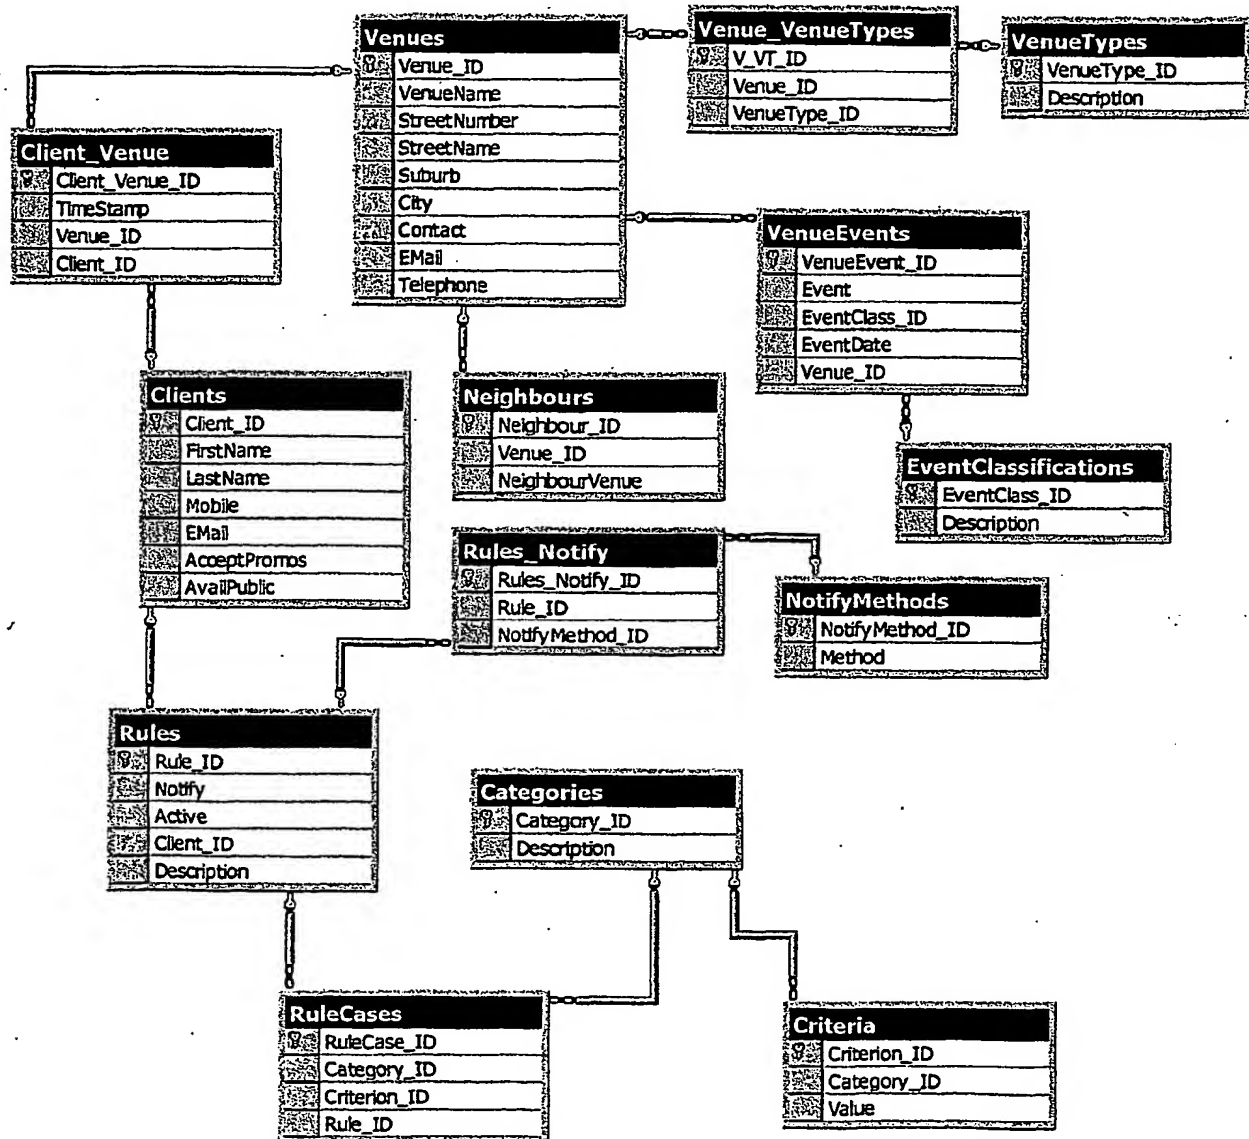 Venues
Venue_ID
VenueName
StreetNumber
StreetName
Suburb
City
Contact
EMail
Telephone
Venue_VenueTypes
V_VT_ID
Venue_ID
VenueType_ID
VenueTypes
VenueType_ID
Description
Client_Venue
Client_Venue_ID
TimeStamp
Venue_ID
Client_ID
VenueEvents
VenueEvent_ID
Event
EventClass_ID
EventDate
Venue_ID
Clients
Client_ID
FirstName
LastName
Mobile
EMail
AcceptPromos
AvailPublic
Neighbours
Neighbour_ID
Venue_ID
NeighbourVenue
EventClassifications
EventClass_ID
Description
Rules_Notify
Rules_Notify_ID
Rule_ID
NotifyMethod_ID
NotifyMethods
NotifyMethod_ID
Method
Rules
Rule_ID
Notify
Active
Client_ID
Description
Categories
Category_ID
Description
RuleCases
RuleCase_ID
Category_ID
Criterion_ID
Rule_ID
Criteria
Criterion_ID
Category_ID
Value